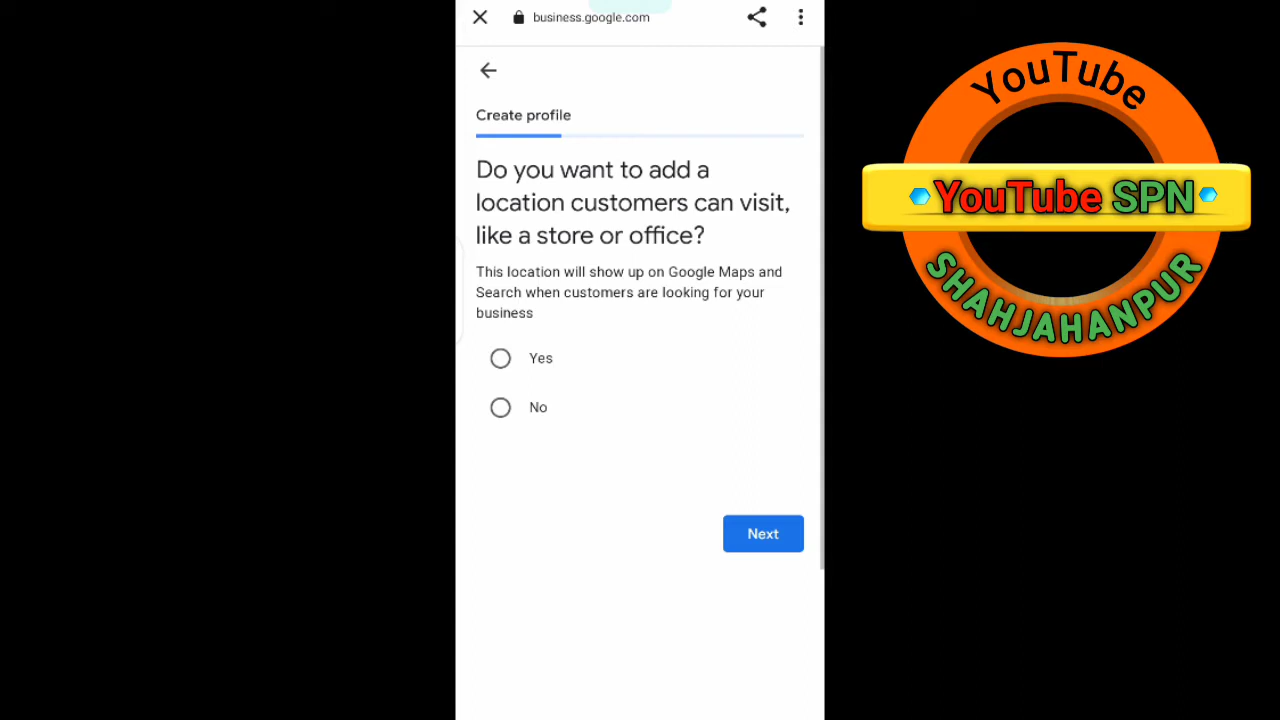 business.google.com
Create profile
Do you want to add a
location customers can visit,
like a store or office?
This location will show up on Google Maps and
Search when customers are looking for your
business
Yes
No
Next
YouTube
YouTube SPN
SHAHJAHANPUR